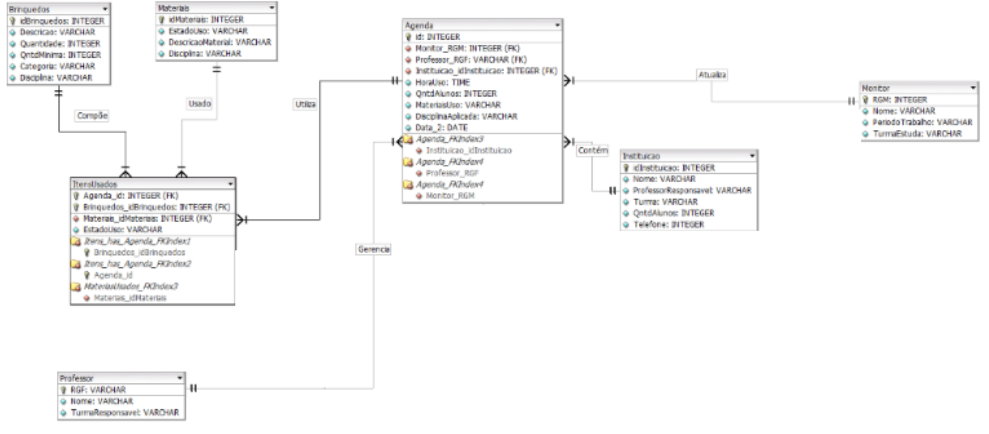 Brinquedos
idBrinquedos: INTEGER
Descricao: VARCHAR
Quantidade: INTEGER
QntdMinima: INTEGER
Categoria: VARCHAR
Disciplina: VARCHAR
Materiais
idMateriais: INTEGER
EstadoUso: VARCHAR
DescricaoMaterial: VARCHAR
Disciplina: VARCHAR
Agenda
id: INTEGER
Monitor_RGM: INTEGER (FK)
Professor_RGF: VARCHAR (FK)
Instituicao_idInstituicao: INTEGER (FK)
HoraUso: TIME
QntdAlunos: INTEGER
MateriaisUso: VARCHAR
DisciplinaAplicada: VARCHAR
Data_2: DATE
Agenda_FKIndex3
Instituicao_idInstituicao
Agenda_FKIndex4
Professor_RGF
Agenda_FKIndex4
Monitor_RGM
Atualiza
Monitor
RGM: INTEGER
Nome: VARCHAR
PeriodoTrabalho: VARCHAR
TurmaEstuda: VARCHAR
Compõe
Usado
Utiliza
Contém
Instituicao
idInstituicao: INTEGER
Nome: VARCHAR
ProfessorResponsavel: VARCHAR
Turma: VARCHAR
QntdAlunos: INTEGER
Telefone: INTEGER
ItensUsados
Agenda_id: INTEGER (FK)
Brinquedos_idBrinquedos: INTEGER (FK)
Materiais_idMateriais: INTEGER (FK)
EstadoUso: VARCHAR
Itens_has_Agenda_FKIndex1
Brinquedos_idBrinquedos
Itens_has_Agenda_FKIndex2
Agenda_id
MateriaisUsados_FKIndex3
Materiais_idMateriais
Gerencia
Professor
RGF: VARCHAR
Nome: VARCHAR
TurmaResponsavel: VARCHAR